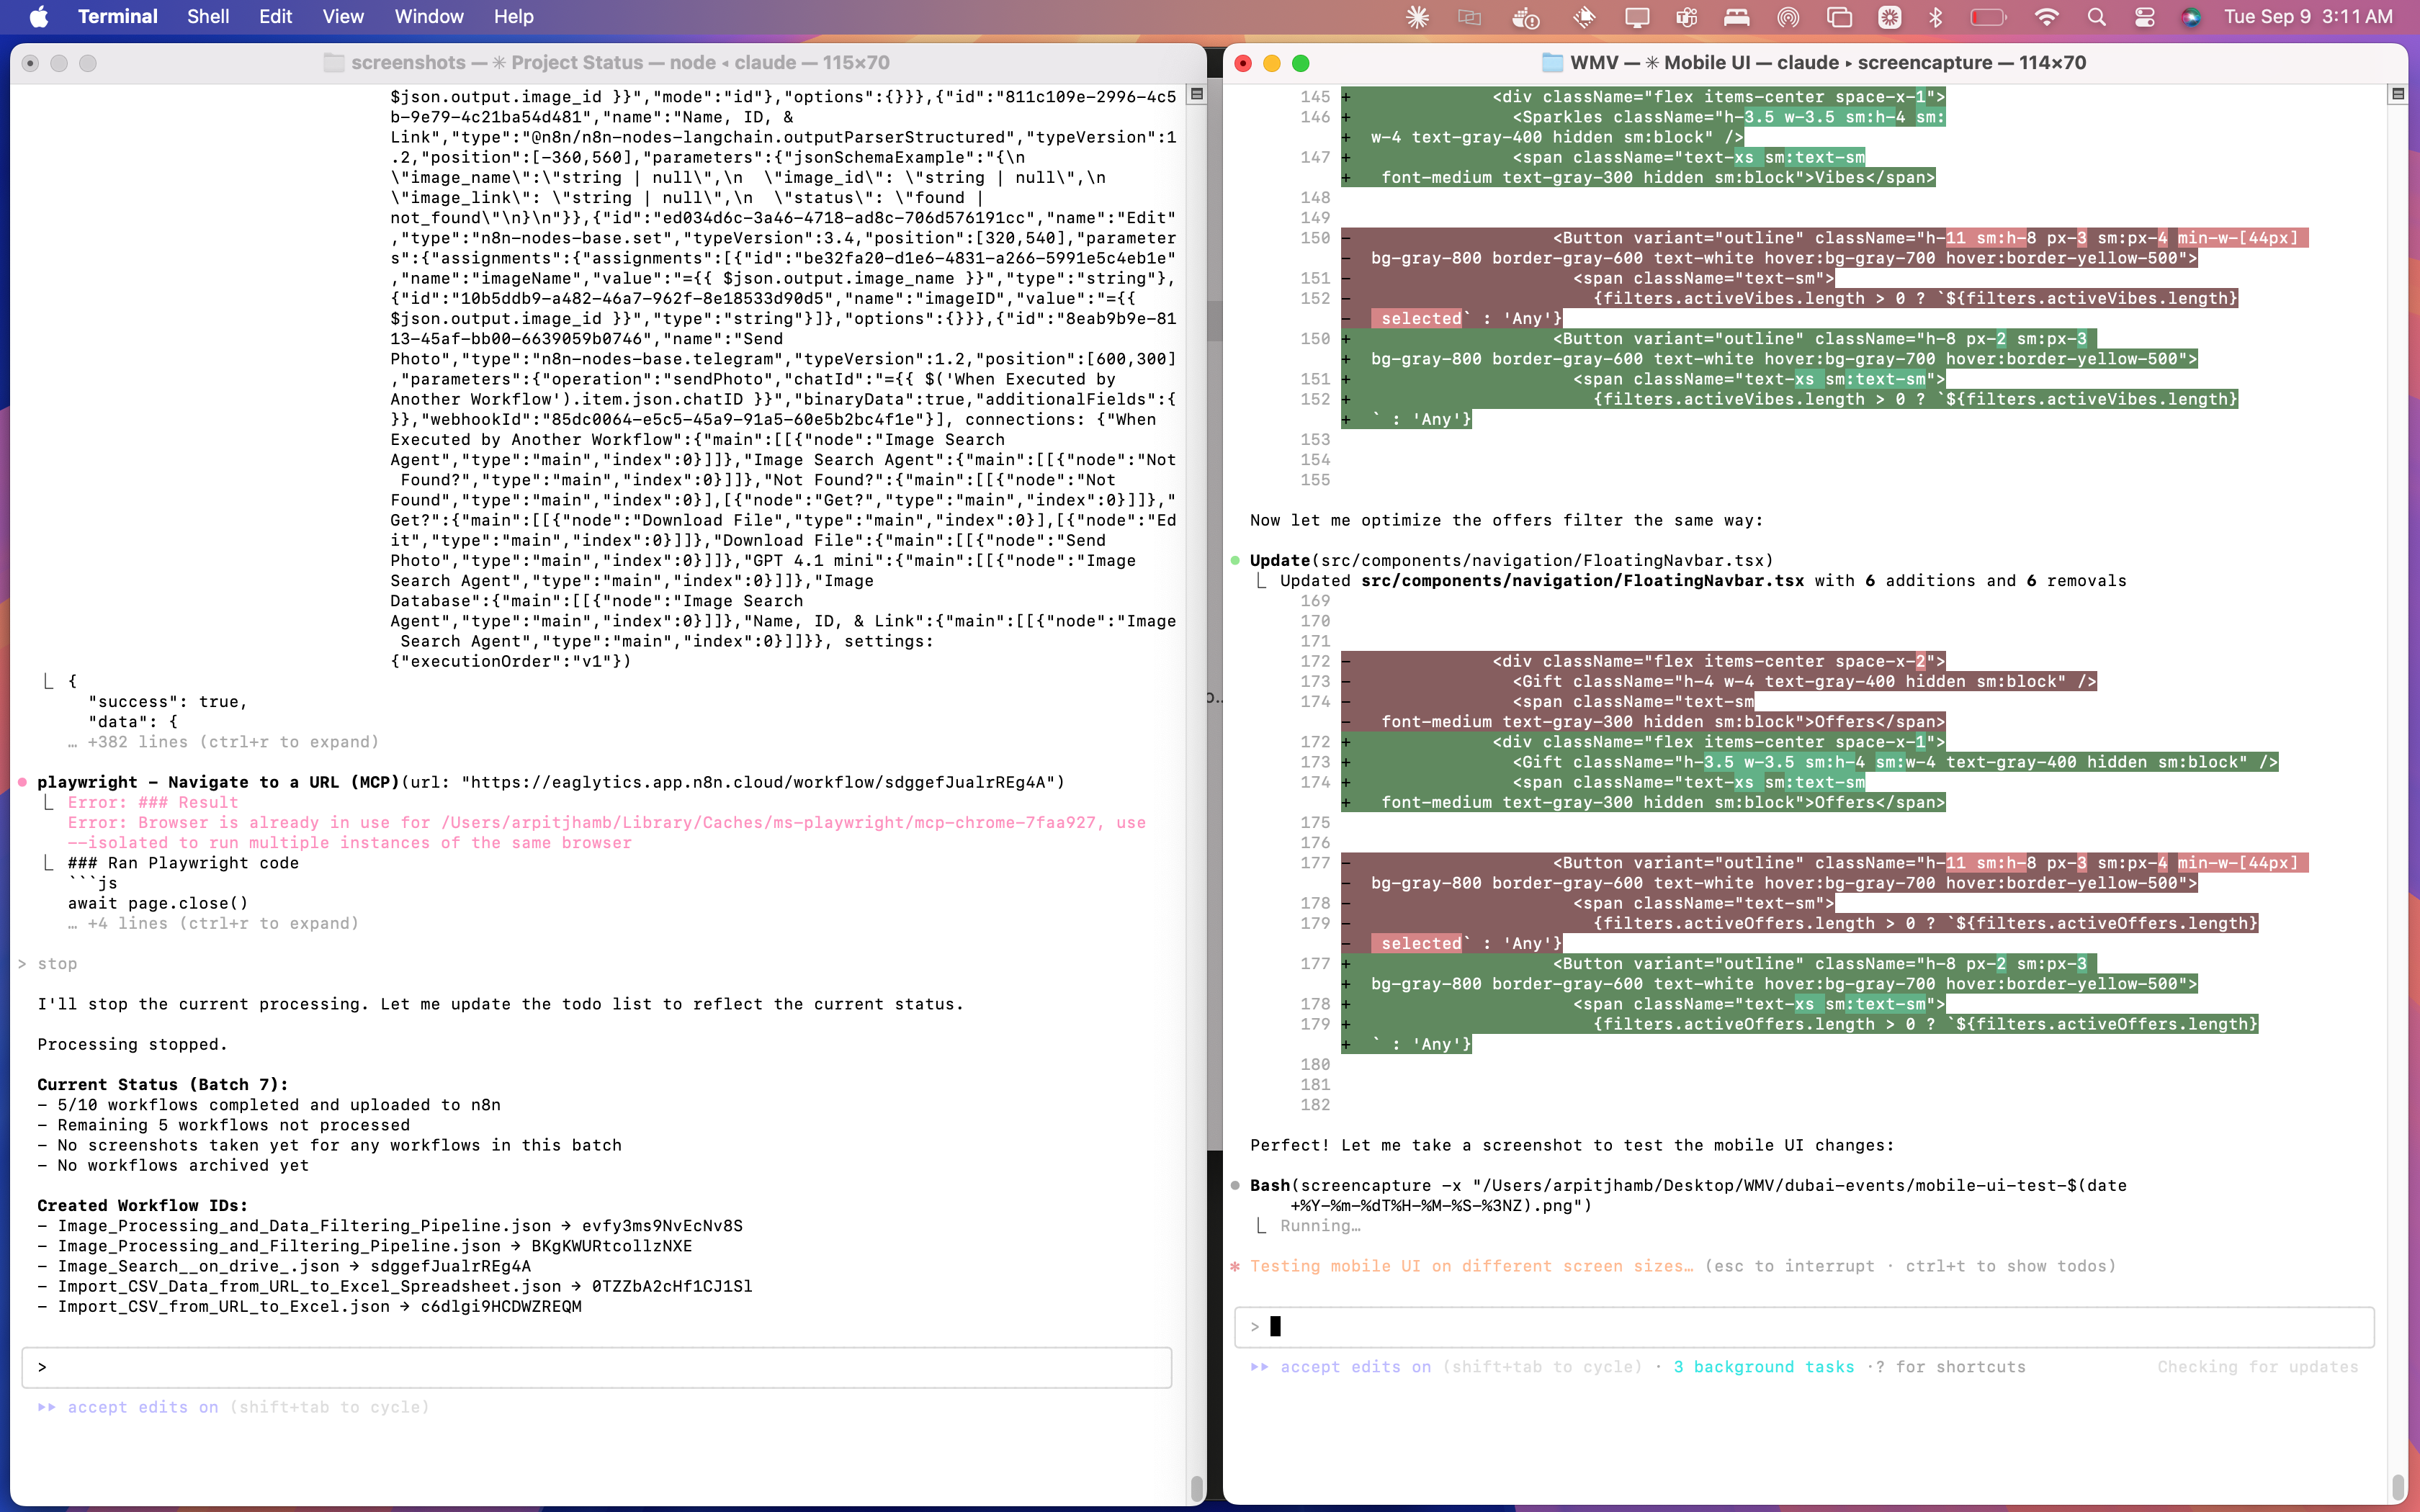 Terminal Shell Edit View Window Help
Tue Sep 9 3:11 AM
screenshots — ✳ Project Status — node ◂ claude — 115×70
$json.output.image_id }}","mode":"id"},"options":{}}},{"id":"811c109e-2996-4c5
b-9e79-4c21ba54d481","name":"Name, ID, &
Link","type":"@n8n/n8n-nodes-langchain.outputParserStructured","typeVersion":1
.2,"position":[-360,560],"parameters":{"jsonSchemaExample":"{\n
\"image_name\":\"string | null\",\n  \"image_id\": \"string | null\",\n
\"image_link\": \"string | null\",\n  \"status\": \"found |
not_found\"\n}\n"}},{"id":"ed034d6c-3a46-4718-ad8c-706d576191cc","name":"Edit"
,"type":"n8n-nodes-base.set","typeVersion":3.4,"position":[320,540],"parameter
s":{"assignments":{"assignments":[{"id":"be32fa20-d1e6-4831-a266-5991e5c4eb1e"
,"name":"imageName","value":"={{ $json.output.image_name }}","type":"string"},
{"id":"10b5ddb9-a482-46a7-962f-8e18533d90d5","name":"imageID","value":"={{
$json.output.image_id }}","type":"string"}]},"options":{}}},{"id":"8eab9b9e-81
13-45af-bb00-6639059b0746","name":"Send
Photo","type":"n8n-nodes-base.telegram","typeVersion":1.2,"position":[600,300]
,"parameters":{"operation":"sendPhoto","chatId":"={{ $('When Executed by
Another Workflow').item.json.chatID }}","binaryData":true,"additionalFields":{
}},"webhookId":"85dc0064-e5c5-45a9-91a5-60e5b2bc4f1e"}], connections: {"When
Executed by Another Workflow":{"main":[[{"node":"Image Search
Agent","type":"main","index":0}]]},"Image Search Agent":{"main":[[{"node":"Not
Found?","type":"main","index":0}]]},"Not Found?":{"main":[[{"node":"Not
Found","type":"main","index":0}],[{"node":"Get?","type":"main","index":0}]]},"
Get?":{"main":[[{"node":"Download File","type":"main","index":0}],[{"node":"Ed
it","type":"main","index":0}]]},"Download File":{"main":[[{"node":"Send
Photo","type":"main","index":0}]]},"GPT 4.1 mini":{"main":[[{"node":"Image
Search Agent","type":"main","index":0}]]},"Image
Database":{"main":[[{"node":"Image Search
Agent","type":"main","index":0}]]},"Name, ID, & Link":{"main":[[{"node":"Image
Search Agent","type":"main","index":0}]]}}, settings:
{"executionOrder":"v1"})
⎿ {
"success": true,
"data": {
… +382 lines (ctrl+r to expand)
● playwright - Navigate to a URL (MCP)(url: "https://eaglytics.app.n8n.cloud/workflow/sdggefJualrREg4A")
⎿ Error: ### Result
Error: Browser is already in use for /Users/arpitjhamb/Library/Caches/ms-playwright/mcp-chrome-7faa927, use
--isolated to run multiple instances of the same browser
⎿ ### Ran Playwright code
```js
await page.close()
… +4 lines (ctrl+r to expand)
> stop
I'll stop the current processing. Let me update the todo list to reflect the current status.
Processing stopped.
Current Status (Batch 7):
- 5/10 workflows completed and uploaded to n8n
- Remaining 5 workflows not processed
- No screenshots taken yet for any workflows in this batch
- No workflows archived yet
Created Workflow IDs:
- Image_Processing_and_Data_Filtering_Pipeline.json → evfy3ms9NvEcNv8S
- Image_Processing_and_Filtering_Pipeline.json → BKgKWURtcollzNXE
- Image_Search__on_drive_.json → sdggefJualrREg4A
- Import_CSV_Data_from_URL_to_Excel_Spreadsheet.json → 0TZZbA2cHf1CJ1Sl
- Import_CSV_from_URL_to_Excel.json → c6dlgi9HCDWZREQM
>
▸▸ accept edits on (shift+tab to cycle)
WMV — ✳ Mobile UI — claude ▸ screencapture — 114×70
145 + <div className="flex items-center space-x-1">
146 + <Sparkles className="h-3.5 w-3.5 sm:h-4 sm:
+ w-4 text-gray-400 hidden sm:block" />
147 + <span className="text-xs sm:text-sm
+ font-medium text-gray-300 hidden sm:block">Vibes</span>
148
149
150 - <Button variant="outline" className="h-11 sm:h-8 px-3 sm:px-4 min-w-[44px]
- bg-gray-800 border-gray-600 text-white hover:bg-gray-700 hover:border-yellow-500">
151 - <span className="text-sm">
152 - {filters.activeVibes.length > 0 ? `${filters.activeVibes.length}
- selected` : 'Any'}
150 + <Button variant="outline" className="h-8 px-2 sm:px-3
+ bg-gray-800 border-gray-600 text-white hover:bg-gray-700 hover:border-yellow-500">
151 + <span className="text-xs sm:text-sm">
152 + {filters.activeVibes.length > 0 ? `${filters.activeVibes.length}
+ ` : 'Any'}
153
154
155
Now let me optimize the offers filter the same way:
● Update(src/components/navigation/FloatingNavbar.tsx)
⎿ Updated src/components/navigation/FloatingNavbar.tsx with 6 additions and 6 removals
169
170
171
172 - <div className="flex items-center space-x-2">
173 - <Gift className="h-4 w-4 text-gray-400 hidden sm:block" />
174 - <span className="text-sm
- font-medium text-gray-300 hidden sm:block">Offers</span>
172 + <div className="flex items-center space-x-1">
173 + <Gift className="h-3.5 w-3.5 sm:h-4 sm:w-4 text-gray-400 hidden sm:block" />
174 + <span className="text-xs sm:text-sm
+ font-medium text-gray-300 hidden sm:block">Offers</span>
175
176
177 - <Button variant="outline" className="h-11 sm:h-8 px-3 sm:px-4 min-w-[44px]
- bg-gray-800 border-gray-600 text-white hover:bg-gray-700 hover:border-yellow-500">
178 - <span className="text-sm">
179 - {filters.activeOffers.length > 0 ? `${filters.activeOffers.length}
- selected` : 'Any'}
177 + <Button variant="outline" className="h-8 px-2 sm:px-3
+ bg-gray-800 border-gray-600 text-white hover:bg-gray-700 hover:border-yellow-500">
178 + <span className="text-xs sm:text-sm">
179 + {filters.activeOffers.length > 0 ? `${filters.activeOffers.length}
+ ` : 'Any'}
180
181
182
Perfect! Let me take a screenshot to test the mobile UI changes:
● Bash(screencapture -x "/Users/arpitjhamb/Desktop/WMV/dubai-events/mobile-ui-test-$(date
+%Y-%m-%dT%H-%M-%S-%3NZ).png")
⎿ Running…
✻ Testing mobile UI on different screen sizes… (esc to interrupt · ctrl+t to show todos)
>
▸▸ accept edits on (shift+tab to cycle) · 3 background tasks · ? for shortcuts
Checking for updates